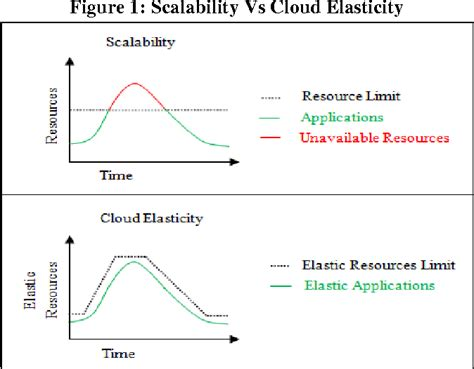 Figure 1: Scalability Vs Cloud Elasticity
Scalability
Resources
Time
Resource Limit
Applications
Unavailable Resources
Cloud Elasticity
Elastic
Resources
Time
Elastic Resources Limit
Elastic Applications